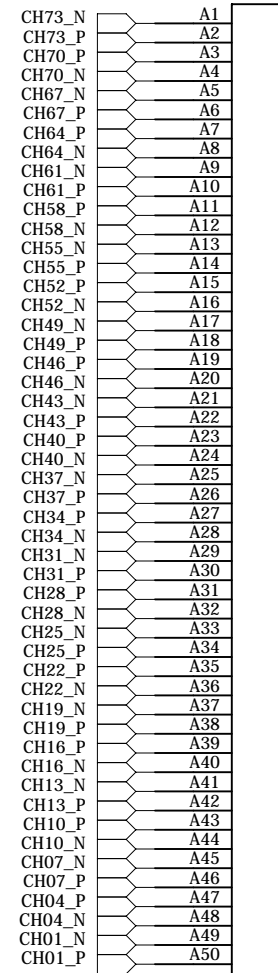 CH73_N A1
CH73_P A2
CH70_P A3
CH70_N A4
CH67_N A5
CH67_P A6
CH64_P A7
CH64_N A8
CH61_N A9
CH61_P A10
CH58_P A11
CH58_N A12
CH55_N A13
CH55_P A14
CH52_P A15
CH52_N A16
CH49_N A17
CH49_P A18
CH46_P A19
CH46_N A20
CH43_N A21
CH43_P A22
CH40_P A23
CH40_N A24
CH37_N A25
CH37_P A26
CH34_P A27
CH34_N A28
CH31_N A29
CH31_P A30
CH28_P A31
CH28_N A32
CH25_N A33
CH25_P A34
CH22_P A35
CH22_N A36
CH19_N A37
CH19_P A38
CH16_P A39
CH16_N A40
CH13_N A41
CH13_P A42
CH10_P A43
CH10_N A44
CH07_N A45
CH07_P A46
CH04_P A47
CH04_N A48
CH01_N A49
CH01_P A50